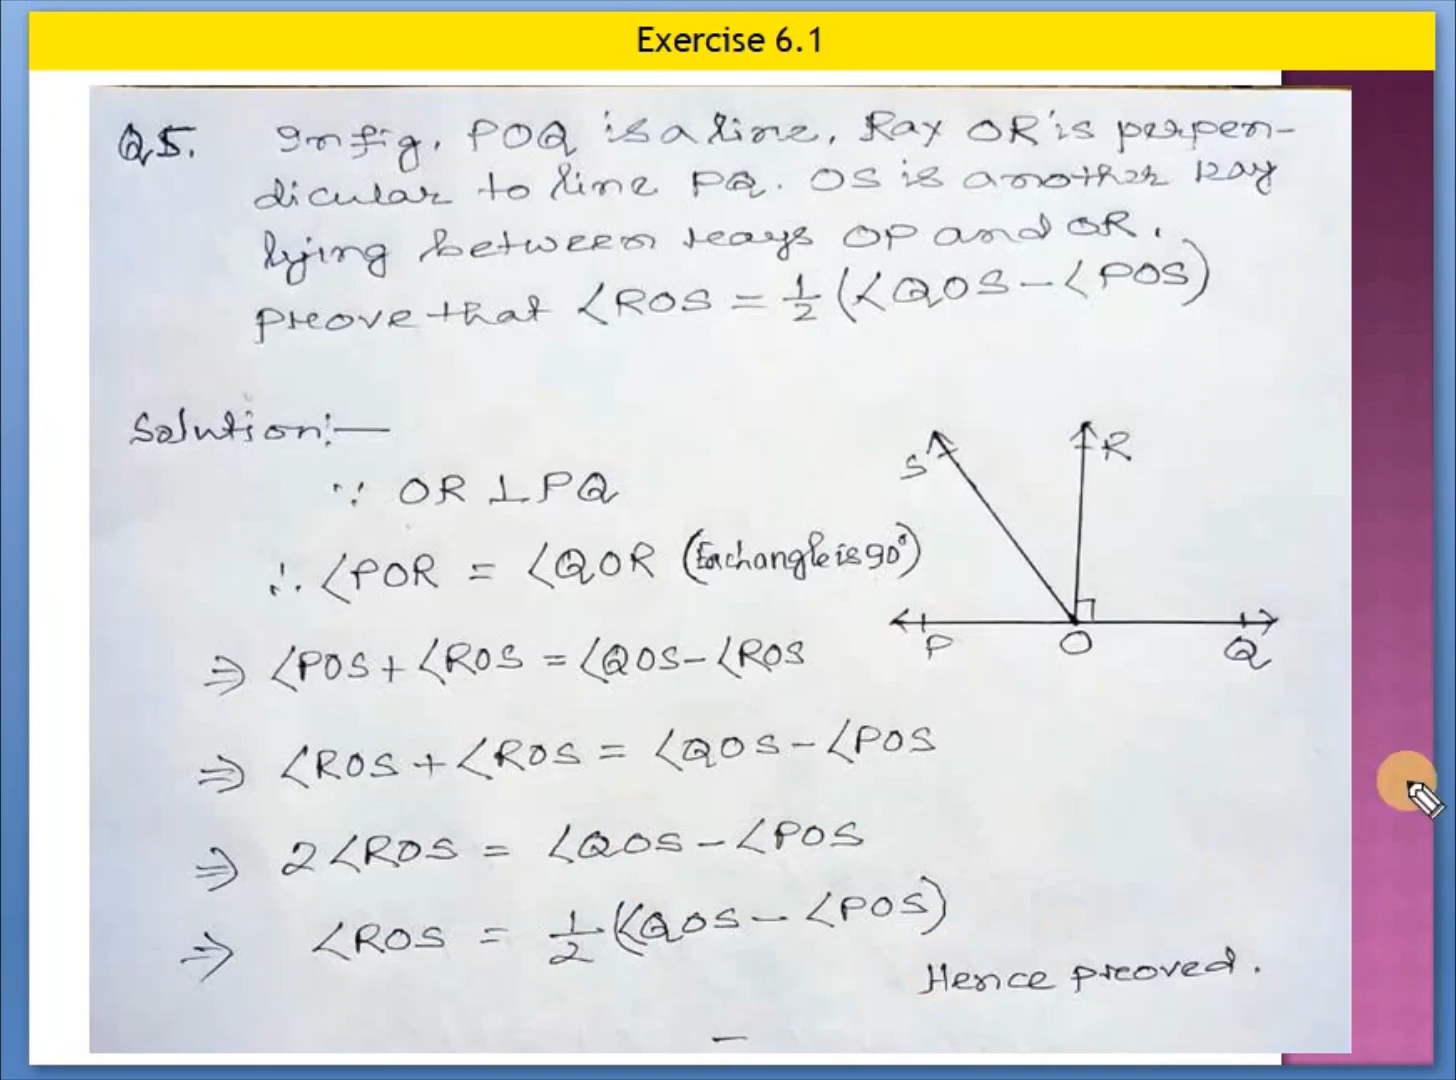 Exercise 6.1
Q5. In fig, POQ is a line, Ray OR is perpen-
dicular to line PQ. OS is another ray
lying between rays OP and OR.
prove that ∠ROS = 1/2 (∠QOS - ∠POS)
Solution:—
∵ OR ⊥ PQ
∴ ∠POR = ∠QOR (Each angle is 90°)
⇒ ∠POS + ∠ROS = ∠QOS - ∠ROS
⇒ ∠ROS + ∠ROS = ∠QOS - ∠POS
⇒ 2∠ROS = ∠QOS - ∠POS
⇒ ∠ROS = 1/2 (∠QOS - ∠POS)
Hence proved.
S R
P O Q